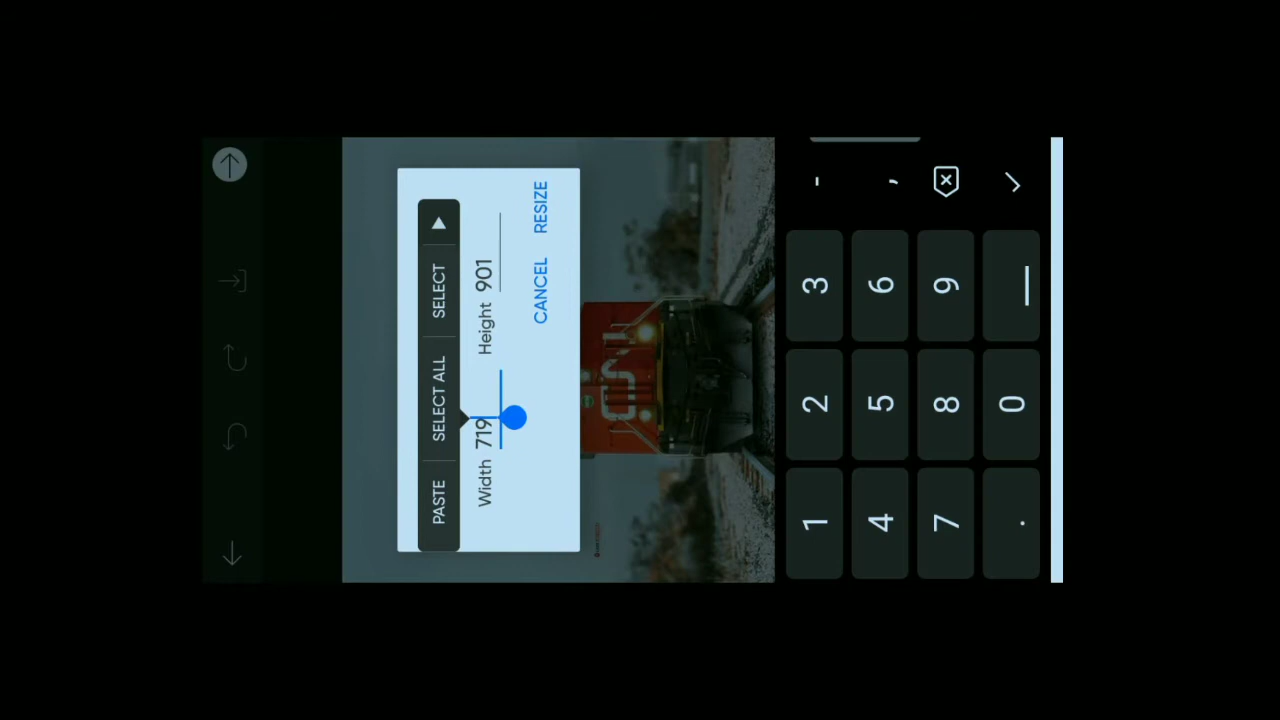 PASTE SELECT ALL SELECT
Width 719 Height 901
CANCEL RESIZE
CN
1 2 3 -
4 5 6 ,
7 8 9
. 0